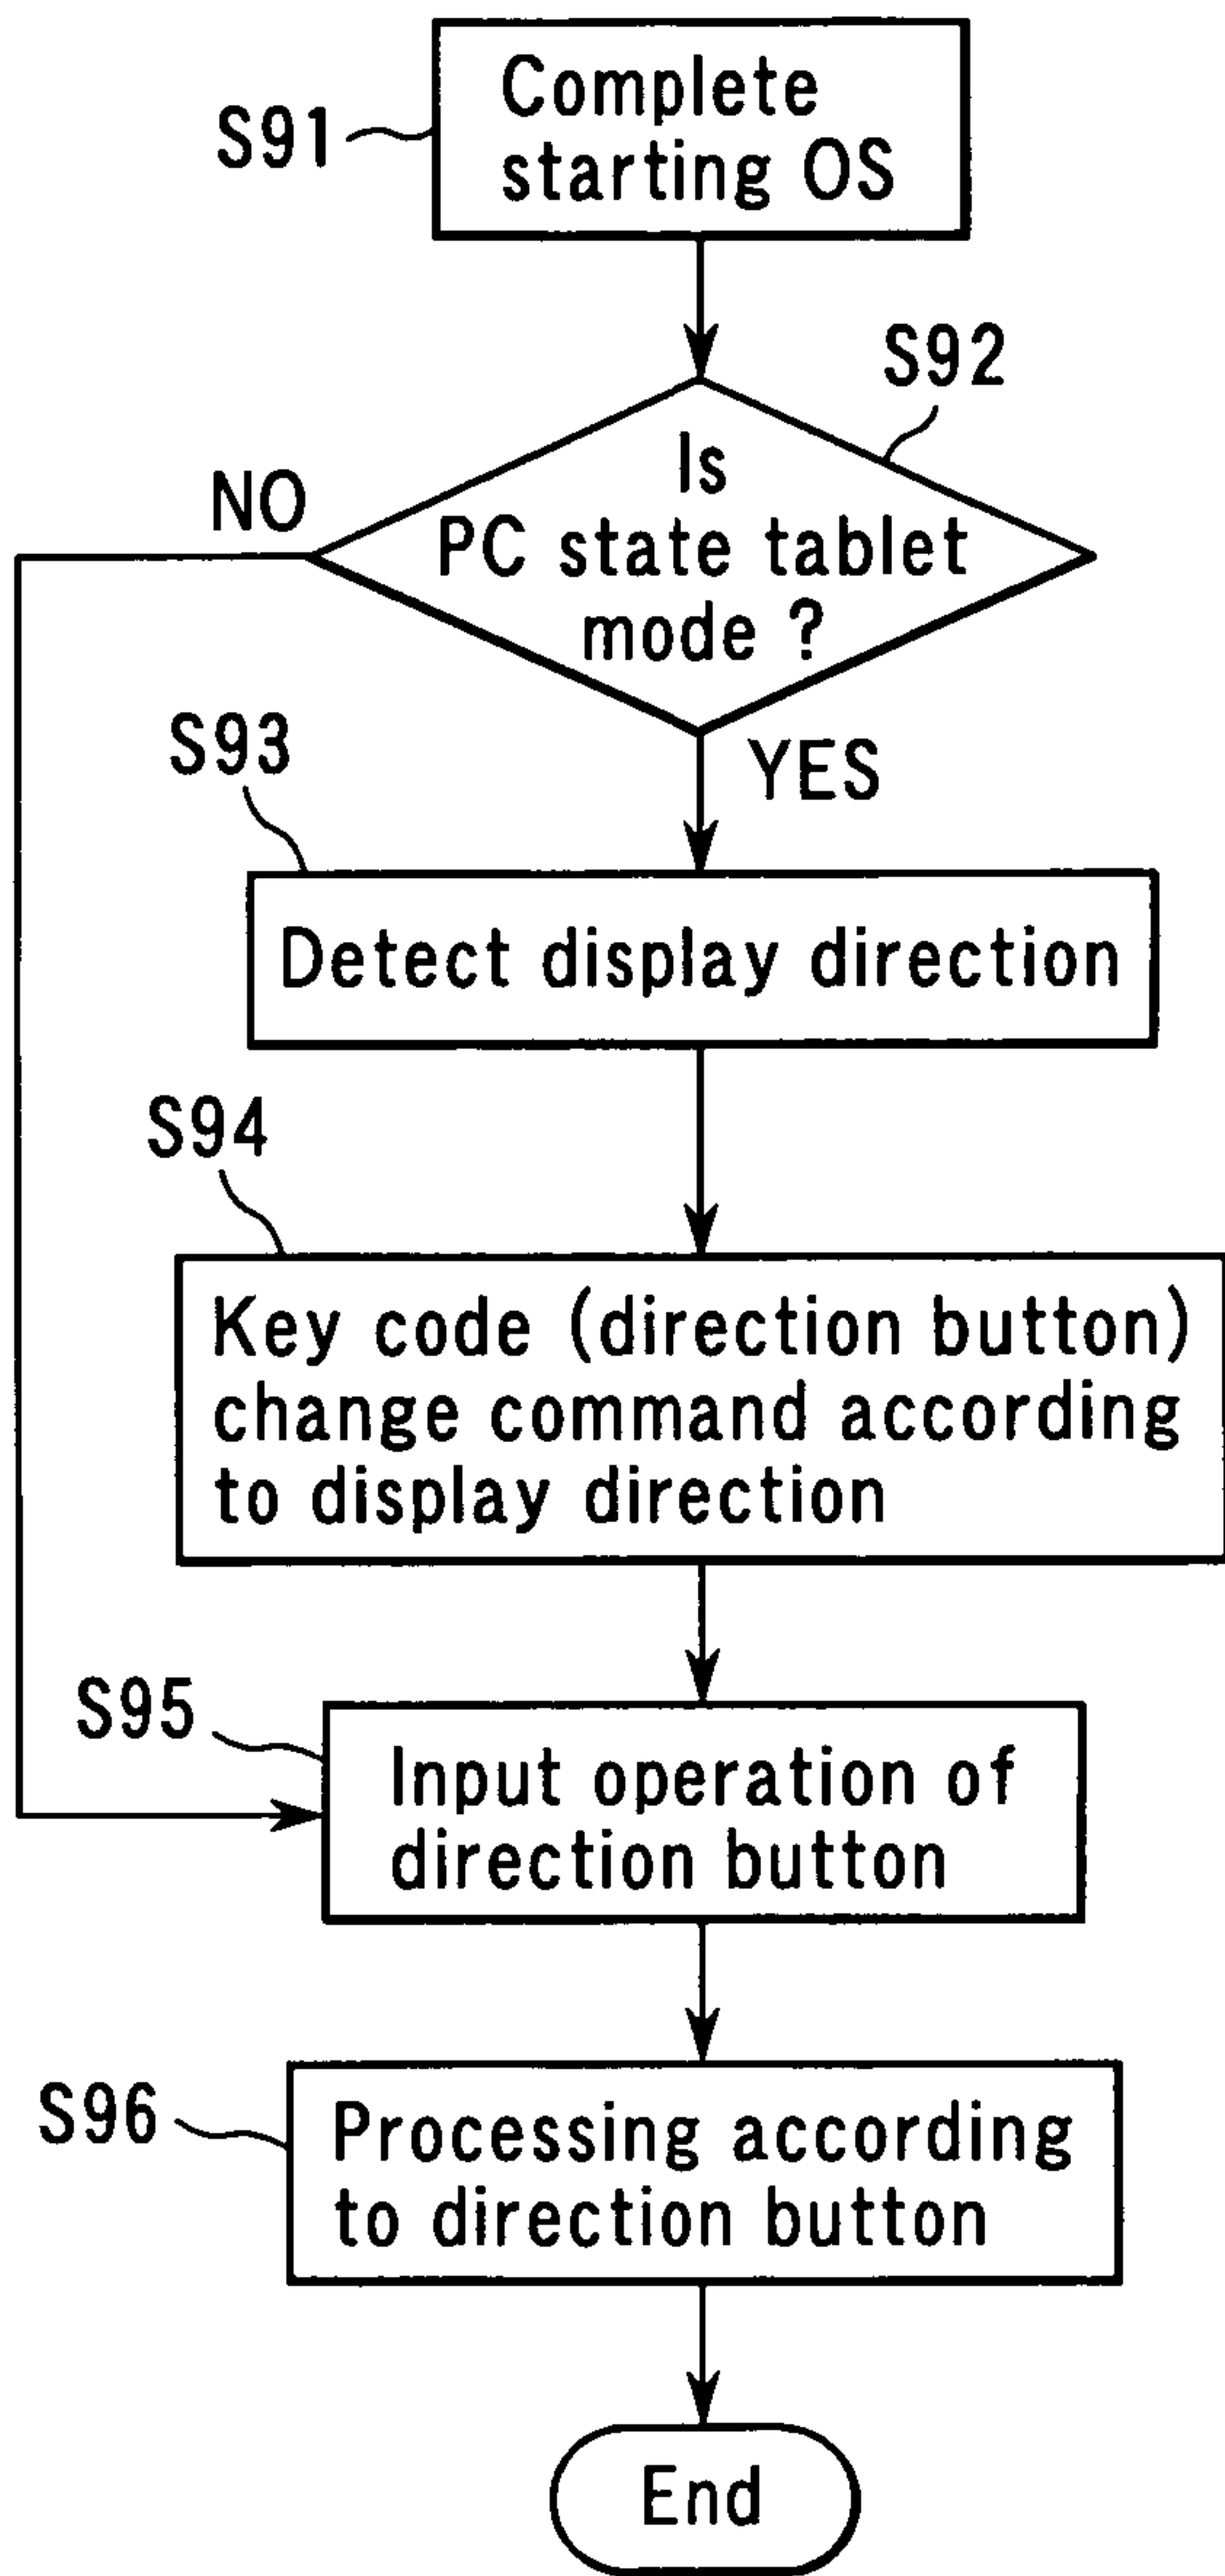 Complete
starting OS
S91
S92
Is
PC state tablet
mode ?
NO
YES
S93
Detect display direction
S94
Key code (direction button)
change command according
to display direction
S95
Input operation of
direction button
S96
Processing according
to direction button
End